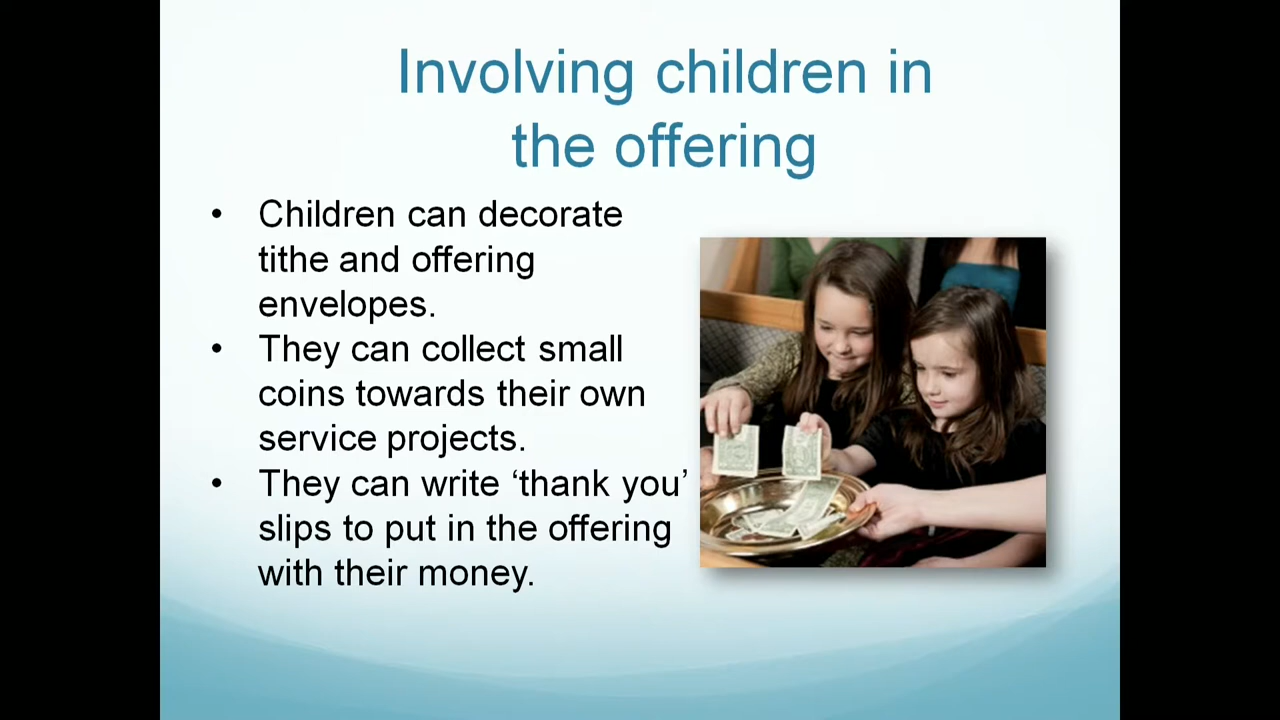 Involving children in
the offering
• Children can decorate
tithe and offering
envelopes.
• They can collect small
coins towards their own
service projects.
• They can write ‘thank you’
slips to put in the offering
with their money.